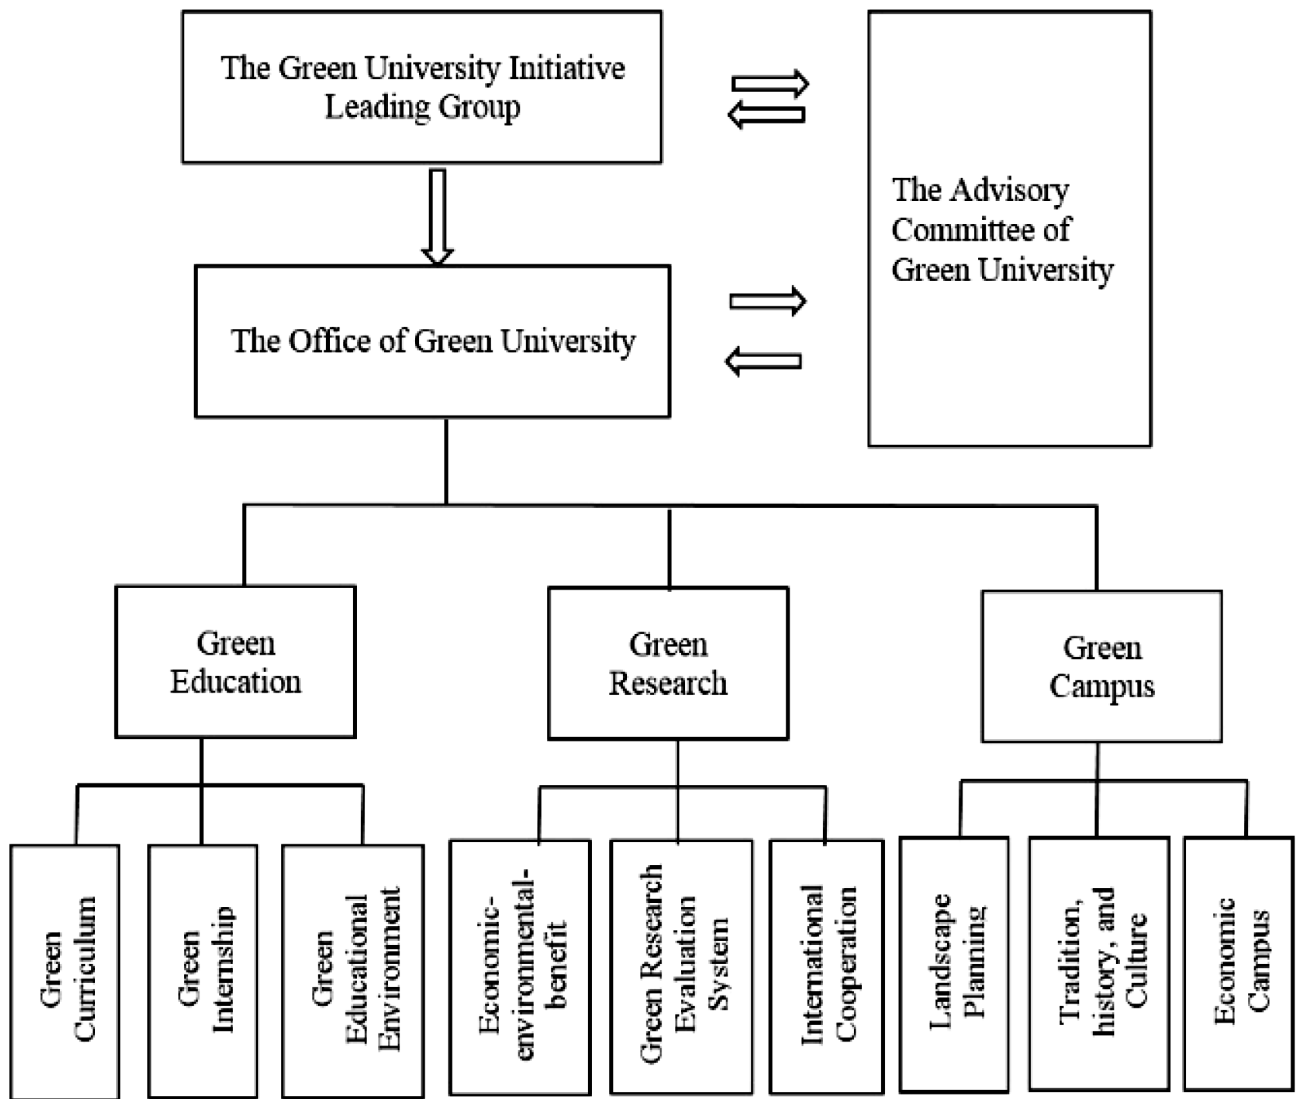 The Green University Initiative
Leading Group
The Advisory
Committee of
Green University
The Office of Green University
Green
Education
Green
Research
Green
Campus
Green
Curriculum
Green
Internship
Green
Educational
Environment
Economic-
environmental-
benefit
Green Research
Evaluation
System
International
Cooperation
Landscape
Planning
Tradition,
history, and
Culture
Economic
Campus